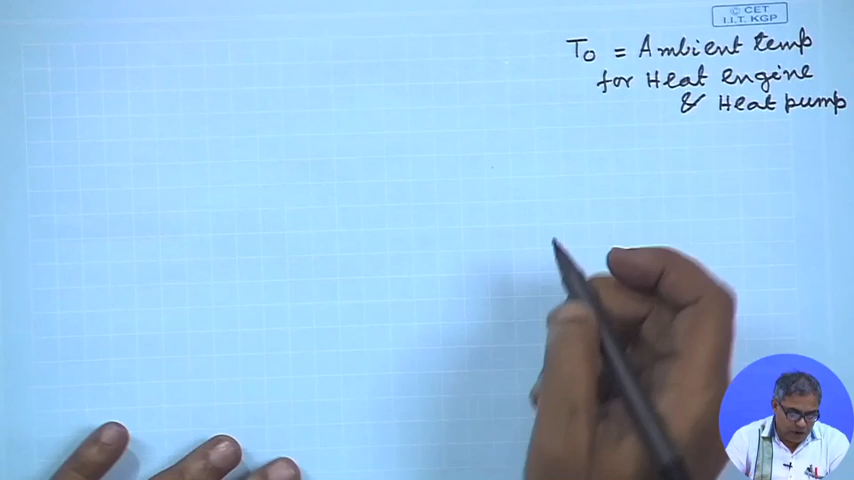 © CET
I.I.T. KGP
T0 = Ambient temp
for Heat engine
& Heat pump